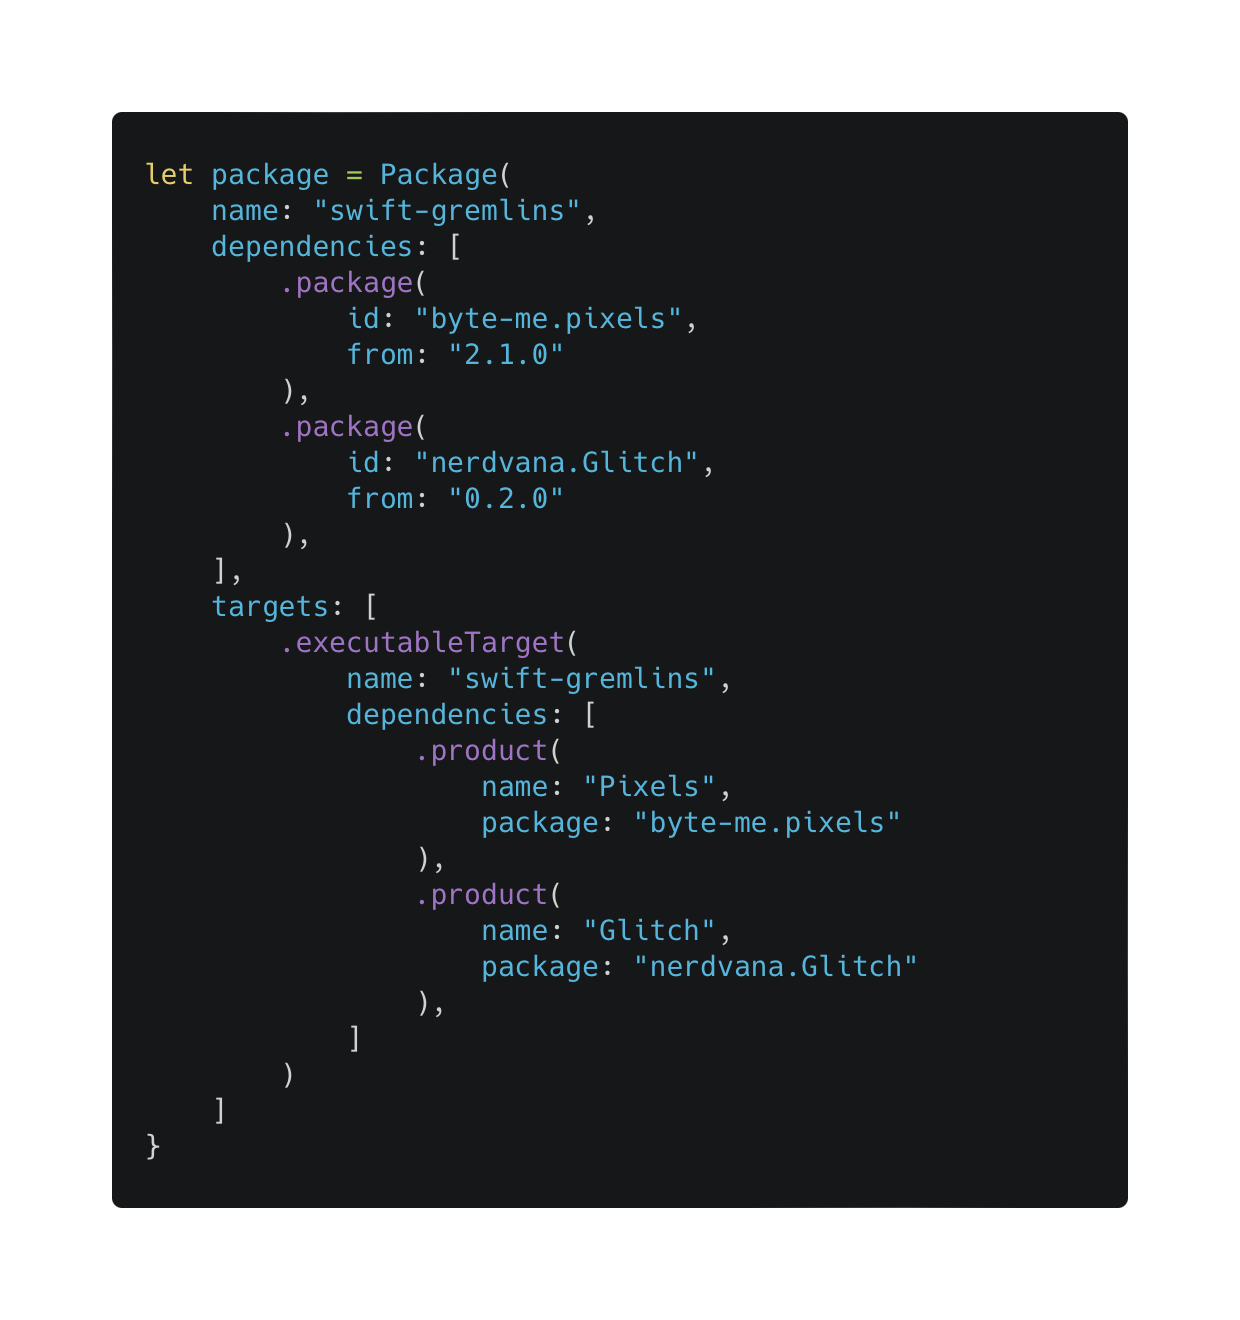 let package = Package(
    name: "swift-gremlins",
    dependencies: [
        .package(
            id: "byte-me.pixels",
            from: "2.1.0"
        ),
        .package(
            id: "nerdvana.Glitch",
            from: "0.2.0"
        ),
    ],
    targets: [
        .executableTarget(
            name: "swift-gremlins",
            dependencies: [
                .product(
                    name: "Pixels",
                    package: "byte-me.pixels"
                ),
                .product(
                    name: "Glitch",
                    package: "nerdvana.Glitch"
                ),
            ]
        )
    ]
}